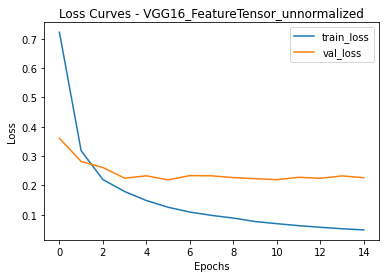 Loss Curves - VGG16_FeatureTensor_unnormalized
train_loss
val_loss
0.7
0.6
0.5
0.4
0.3
0.2
0.1
Loss
0 2 4 6 8 10 12 14
Epochs